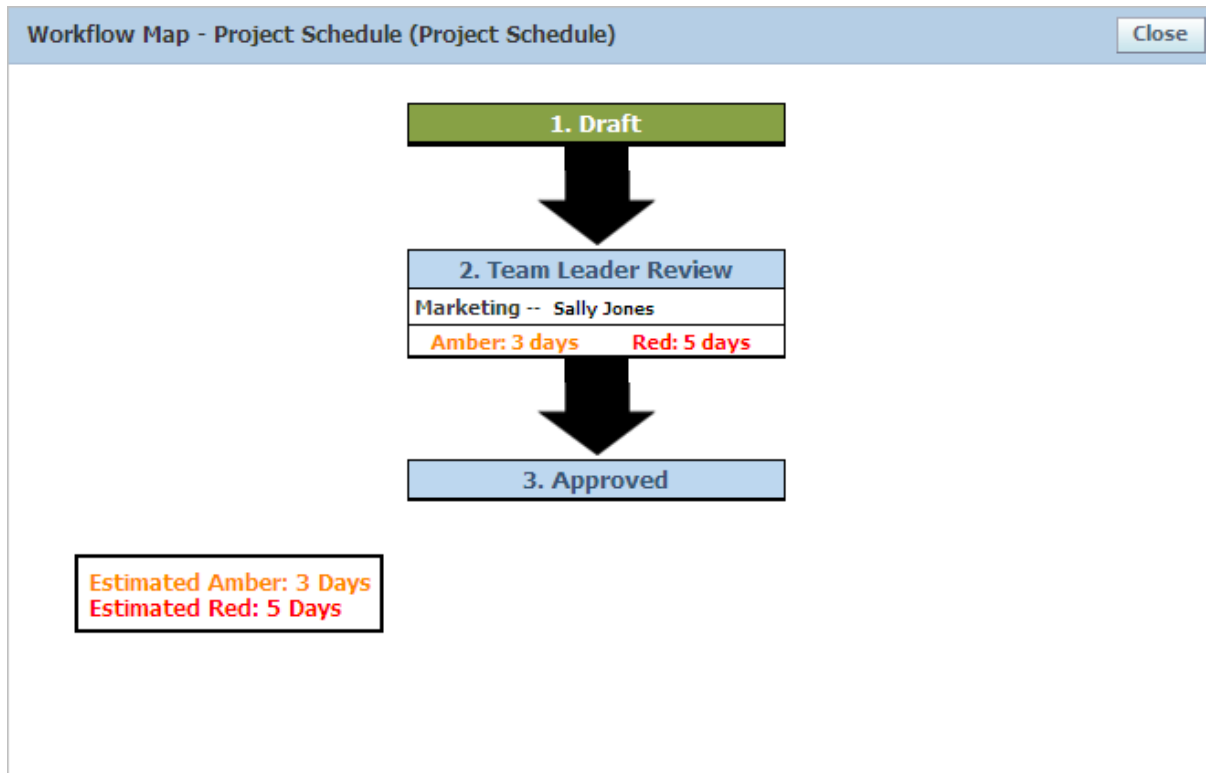 Workflow Map - Project Schedule (Project Schedule)
Close
1. Draft
2. Team Leader Review
Marketing -- Sally Jones
Amber: 3 days Red: 5 days
3. Approved
Estimated Amber: 3 Days
Estimated Red: 5 Days